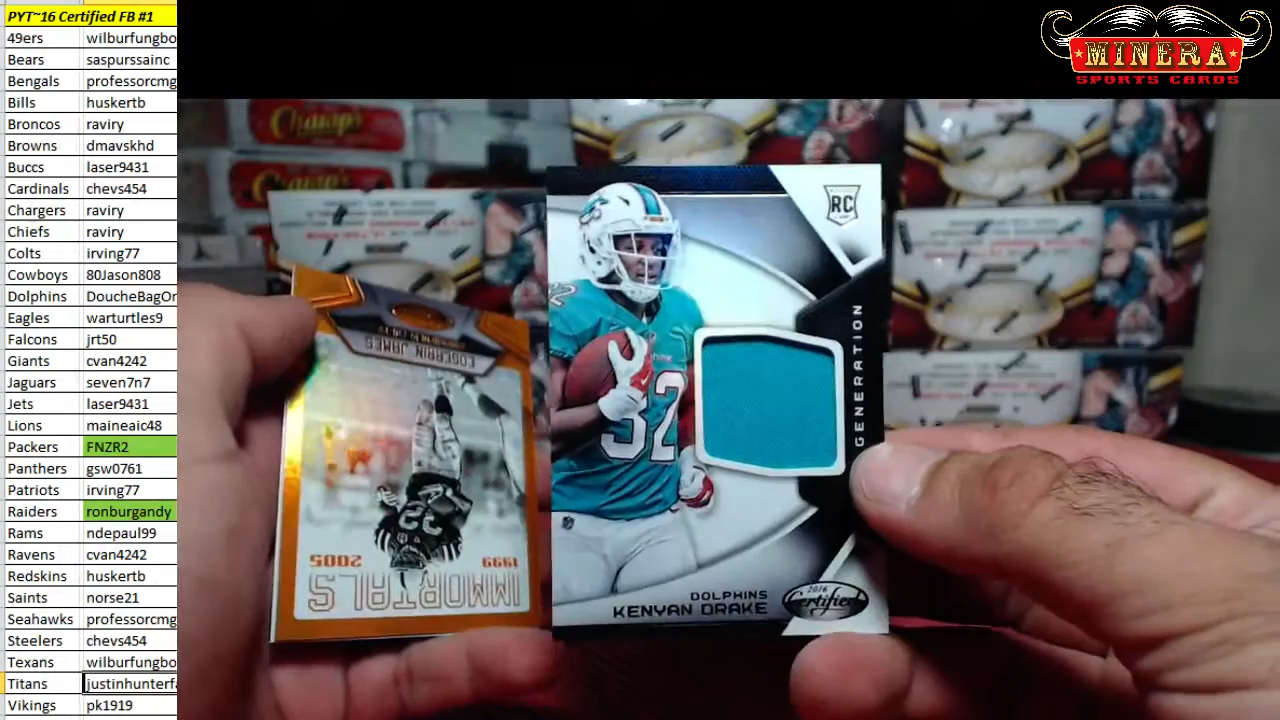 PYT~16 Certified FB #1
49ers wilburfungbo
Bears saspurssainc
Bengals professorcmg
Bills huskertb
Broncos raviry
Browns dmavskhd
Buccs laser9431
Cardinals chevs454
Chargers raviry
Chiefs raviry
Colts irving77
Cowboys 80Jason808
Dolphins DoucheBagOr
Eagles warturtles9
Falcons jrt50
Giants cvan4242
Jaguars seven7n7
Jets laser9431
Lions maineaic48
Packers FNZR2
Panthers gsw0761
Patriots irving77
Raiders ronburgandy
Rams ndepaul99
Ravens cvan4242
Redskins huskertb
Saints norse21
Seahawks professorcmg
Steelers chevs454
Texans wilburfungbo
Titans justinhunterfa
Vikings pk1919
MINERA
SPORTS CARDS
Champ's
RC
32
32
GENERATION
DOLPHINS
KENYAN DRAKE
2016
Certified
EDGERRIN JAMES
1999 2005
IMMORTALS